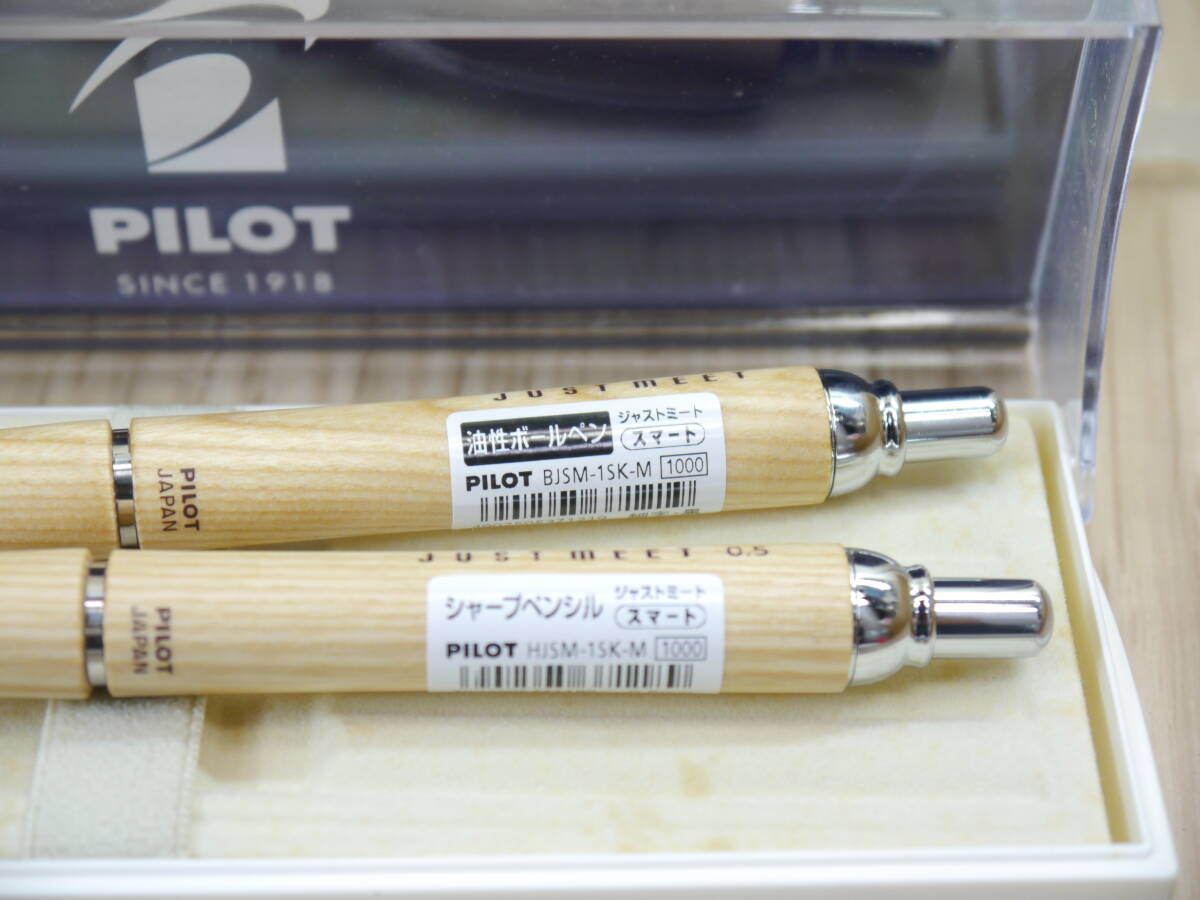 PILOT
SINCE 1918
JUST MEET
油性ボールペン
ジャストミート
スマート
PILOT BJSM-1SK-M 1000
PILOT
JAPAN
JUST MEET 0.5
シャープペンシル
ジャストミート
スマート
PILOT HJSM-1SK-M 1000
PILOT
JAPAN